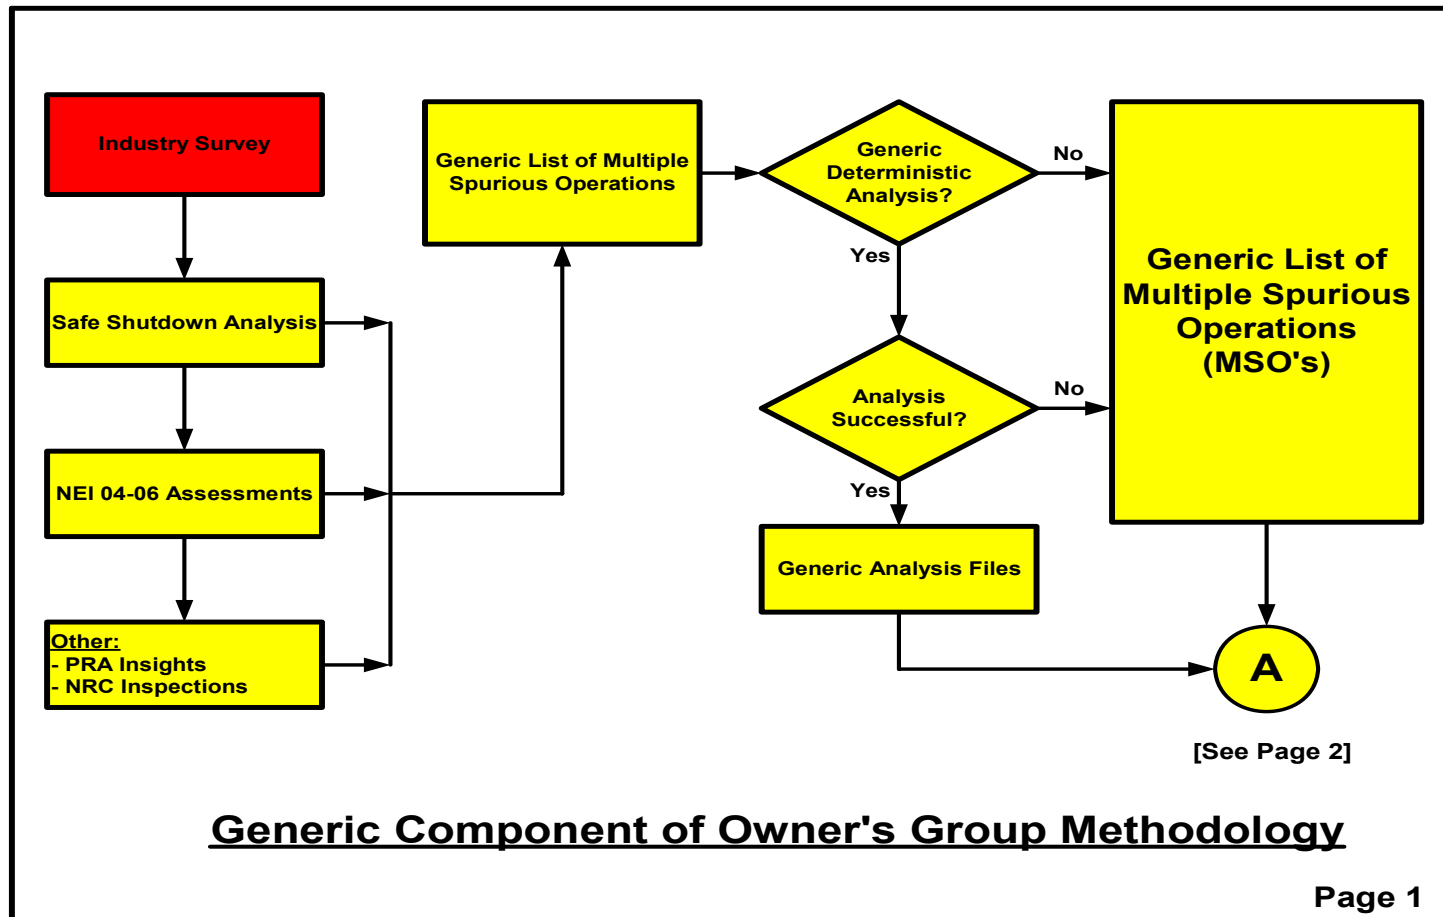 Industry Survey
Safe Shutdown Analysis
NEI 04-06 Assessments
Other:
- PRA Insights
- NRC Inspections
Generic List of Multiple
Spurious Operations
Generic
Deterministic
Analysis?
No
Yes
Analysis
Successful?
No
Yes
Generic Analysis Files
Generic List of
Multiple Spurious
Operations
(MSO's)
A
[See Page 2]
Generic Component of Owner's Group Methodology
Page 1